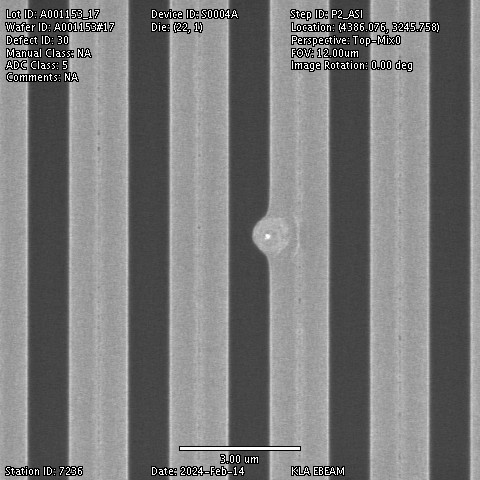 Lot ID: A001153_17 Device ID: S0004A Step ID: P2_ASI
Wafer ID: A001153#17 Die: (22, 1) Location: (4386.076, 3245.758)
Defect ID: 30 Perspective: Top-Mix0
Manual Class: NA FOV: 12.00um
ADC Class: 5 Image Rotation: 0.00 deg
Comments: NA
3.00 um
Station ID: 7236 Date: 2024-Feb-14 KLA EBEAM